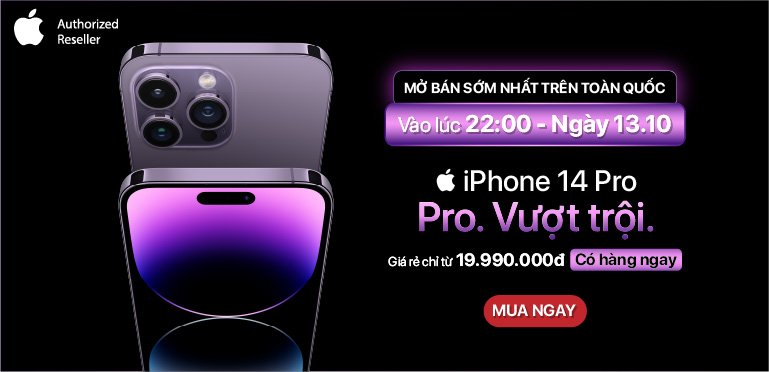 Authorized
Reseller
MỞ BÁN SỚM NHẤT TRÊN TOÀN QUỐC
Vào lúc 22:00 - Ngày 13.10
iPhone 14 Pro
Pro. Vượt trội.
Giá rẻ chỉ từ 19.990.000đ Có hàng ngay
MUA NGAY